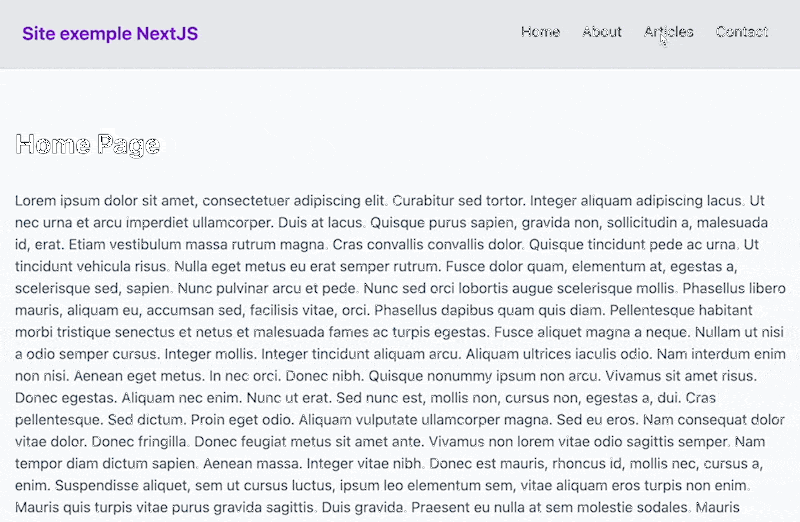 Site exemple NextJS
Home About Articles Contact
Home Page
Lorem ipsum dolor sit amet, consectetuer adipiscing elit. Curabitur sed tortor. Integer aliquam adipiscing lacus. Ut
nec urna et arcu imperdiet ullamcorper. Duis at lacus. Quisque purus sapien, gravida non, sollicitudin a, malesuada
id, erat. Etiam vestibulum massa rutrum magna. Cras convallis convallis dolor. Quisque tincidunt pede ac urna. Ut
tincidunt vehicula risus. Nulla eget metus eu erat semper rutrum. Fusce dolor quam, elementum at, egestas a,
scelerisque sed, sapien. Nunc pulvinar arcu et pede. Nunc sed orci lobortis augue scelerisque mollis. Phasellus libero
mauris, aliquam eu, accumsan sed, facilisis vitae, orci. Phasellus dapibus quam quis diam. Pellentesque habitant
morbi tristique senectus et netus et malesuada fames ac turpis egestas. Fusce aliquet magna a neque. Nullam ut nisi
a odio semper cursus. Integer mollis. Integer tincidunt aliquam arcu. Aliquam ultrices iaculis odio. Nam interdum enim
non nisi. Aenean eget metus. In nec orci. Donec nibh. Quisque nonummy ipsum non arcu. Vivamus sit amet risus.
Donec egestas. Aliquam nec enim. Nunc ut erat. Sed nunc est, mollis non, cursus non, egestas a, dui. Cras
pellentesque. Sed dictum. Proin eget odio. Aliquam vulputate ullamcorper magna. Sed eu eros. Nam consequat dolor
vitae dolor. Donec fringilla. Donec feugiat metus sit amet ante. Vivamus non lorem vitae odio sagittis semper. Nam
tempor diam dictum sapien. Aenean massa. Integer vitae nibh. Donec est mauris, rhoncus id, mollis nec, cursus a,
enim. Suspendisse aliquet, sem ut cursus luctus, ipsum leo elementum sem, vitae aliquam eros turpis non enim.
Mauris quis turpis vitae purus gravida sagittis. Duis gravida. Praesent eu nulla at sem molestie sodales. Mauris